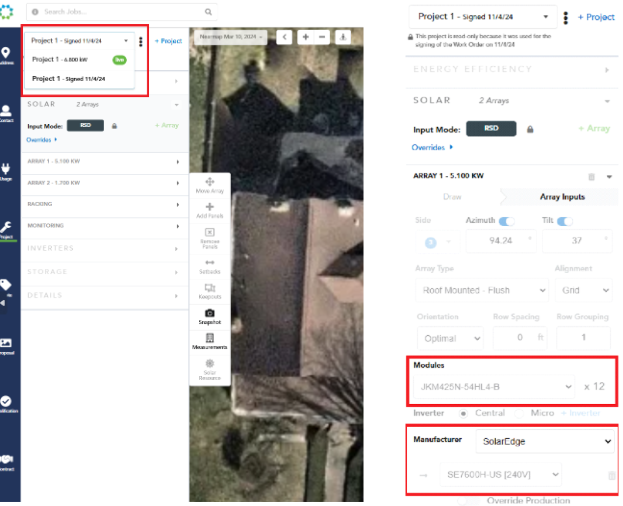 Search Jobs...
Project 1 - Signed 11/4/24
+ Project
Project 1 - 6.800 kW
Project 1 - Signed 11/4/24
SOLAR 2 Arrays
Input Mode: RSD
+ Array
Overrides
ARRAY 1 - 5.100 KW
ARRAY 2 - 1.700 KW
RACKING
MONITORING
INVERTERS
STORAGE
DETAILS
Address
Contact
Usage
Project
Proposal
Contract
Nearmap Mar 10, 2024
Move Array
Add Panels
Remove Panels
Setbacks
Keepouts
Snapshot
Measurements
Solar Resource
Project 1 - Signed 11/4/24
+ Project
This project is read-only because it was used for the
signing of the Work Order on 11/4/24
ENERGY EFFICIENCY
SOLAR 2 Arrays
Input Mode: RSD
+ Array
Overrides
ARRAY 1 - 5.100 KW
Draw
Array Inputs
Side Azimuth Tilt
94.24 ° 37 °
Array Type Alignment
Roof Mounted - Flush Grid
Orientation Row Spacing Row Grouping
Optimal 0 ft 1
Modules
JKM425N-54HL4-B x 12
Inverter Central Micro + Inverter
Manufacturer SolarEdge
→ SE7600H-US [240V]
Override Production